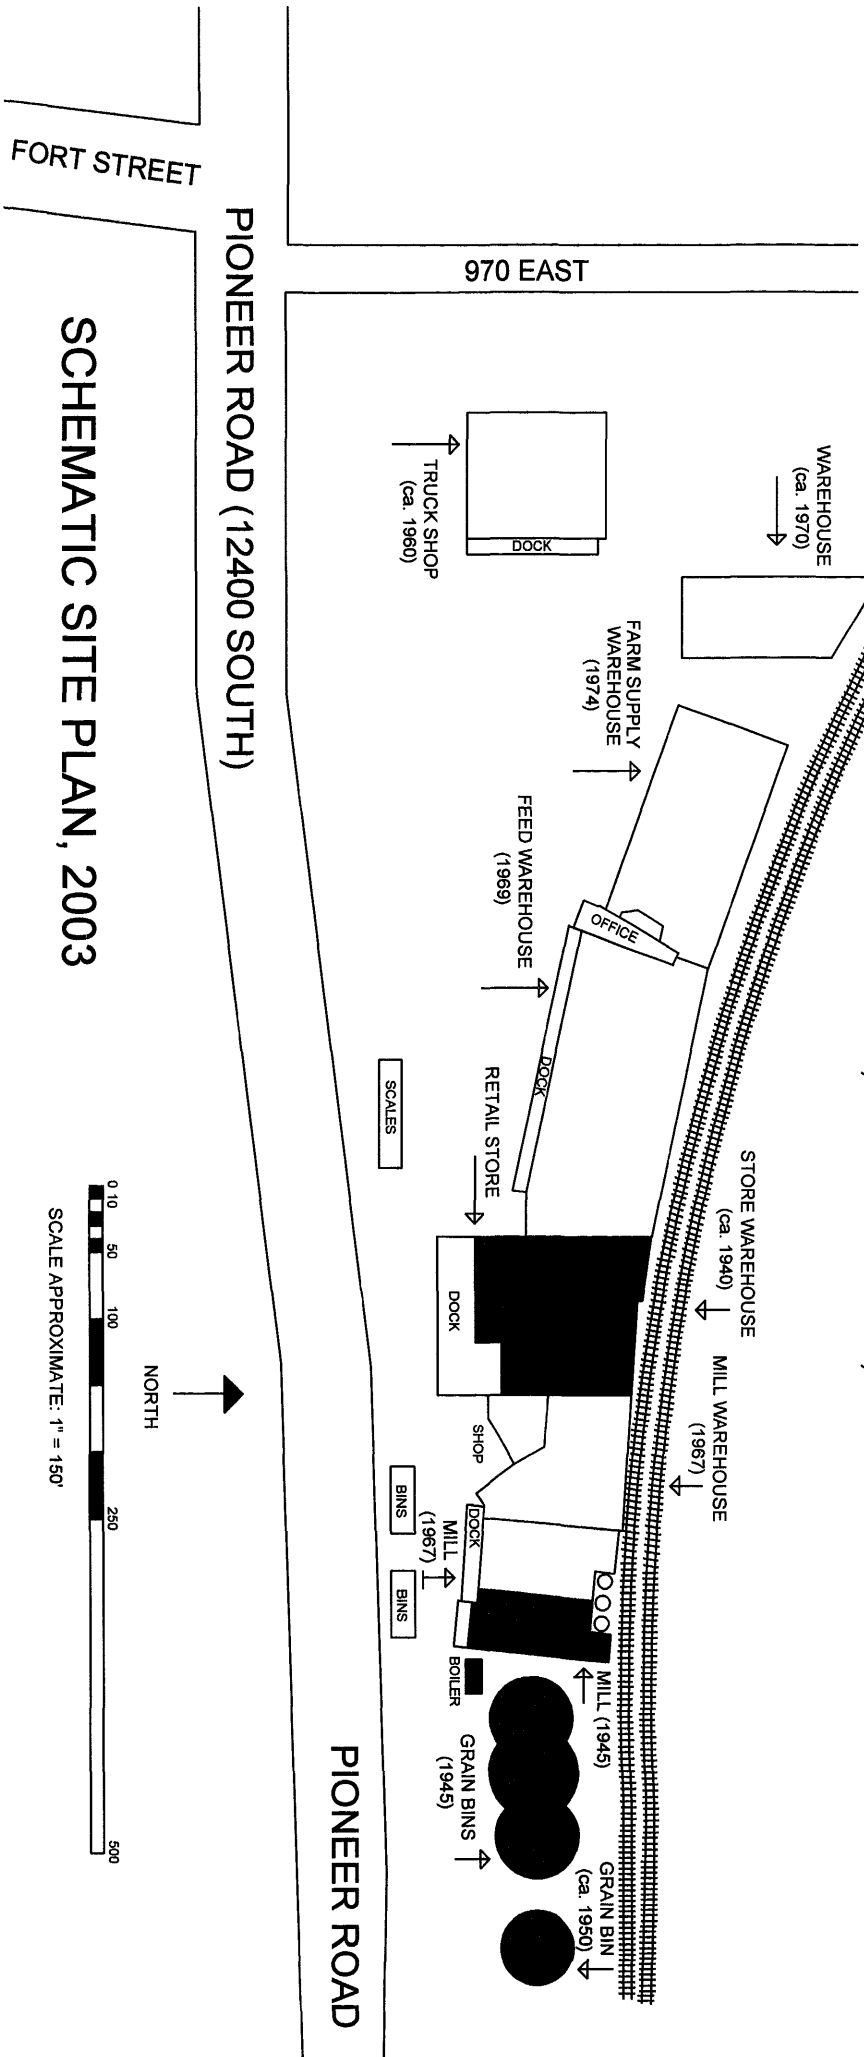 FORT STREET
970 EAST
PIONEER ROAD (12400 SOUTH)
WAREHOUSE
(ca. 1970)
TRUCK SHOP
(ca. 1960)
DOCK
FARM SUPPLY
WAREHOUSE
(1974)
FEED WAREHOUSE
(1969)
OFFICE
DOCK
SCALES
RETAIL STORE
DOCK
STORE WAREHOUSE
(ca. 1940)
MILL WAREHOUSE
(1967)
SHOP
BINS
DOCK
MILL
(1967)
BINS
BOILER
MILL (1945)
GRAIN BINS
(1945)
GRAIN BIN
(ca. 1950)
PIONEER ROAD
SCHEMATIC SITE PLAN, 2003
NORTH
0 10 50 100 250 500
SCALE APPROXIMATE: 1" = 150'